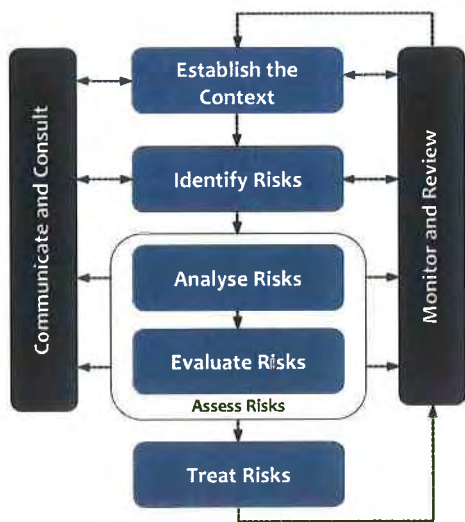 Communicate and Consult
Establish the
Context
Identify Risks
Analyse Risks
Evaluate Risks
Assess Risks
Treat Risks
Monitor and Review